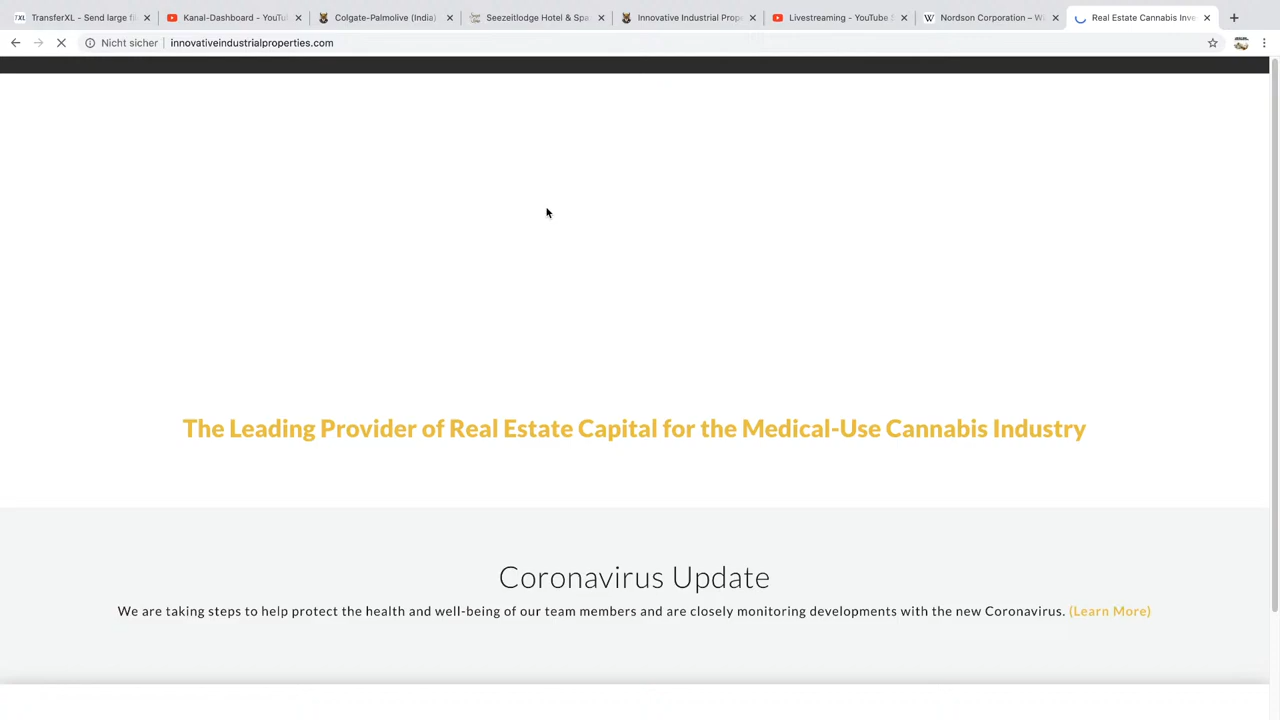 TransferXL - Send large fi
Kanal-Dashboard - YouTu
Colgate-Palmolive (India)
Seezeitlodge Hotel & Spa
Innovative Industrial Prope
Livestreaming - YouTube S
Nordson Corporation – Wi
Real Estate Cannabis Inve
Nicht sicher innovativeindustrialproperties.com
The Leading Provider of Real Estate Capital for the Medical-Use Cannabis Industry
Coronavirus Update
We are taking steps to help protect the health and well-being of our team members and are closely monitoring developments with the new Coronavirus. (Learn More)